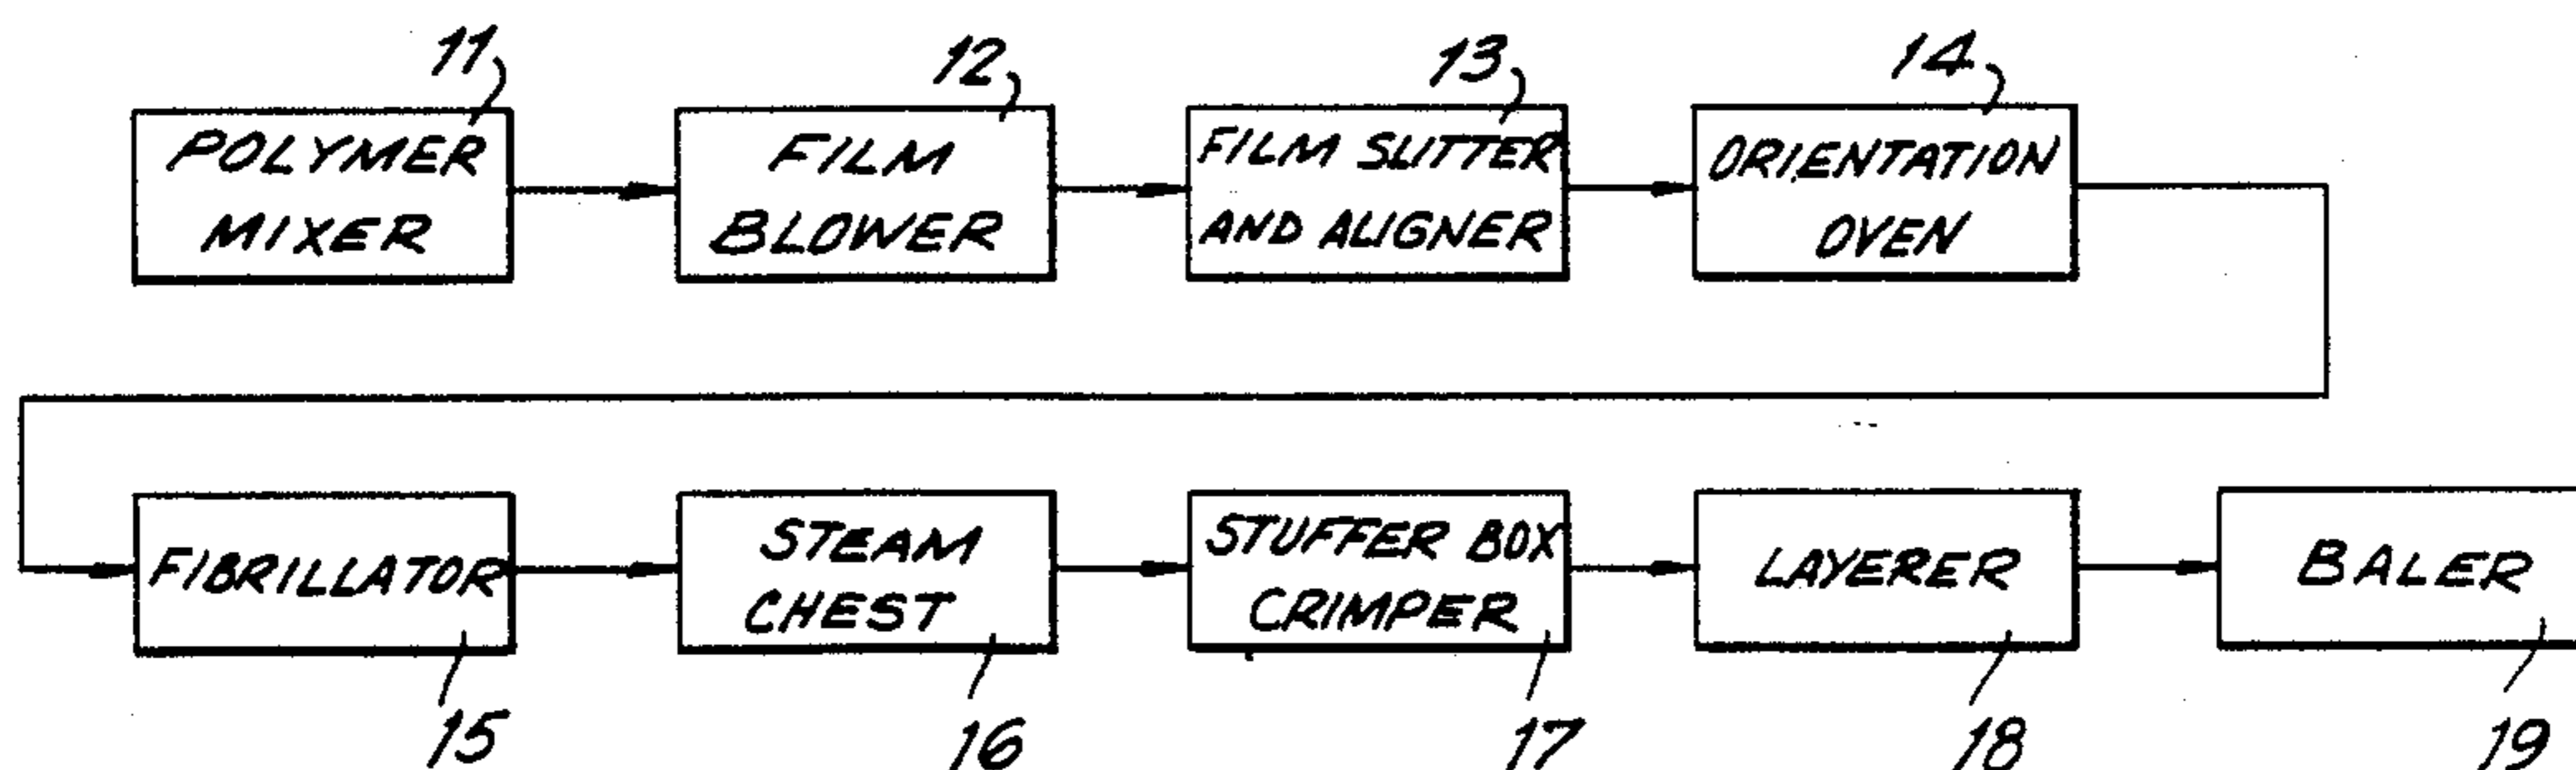 11
12
13
14
POLYMER
MIXER
FILM
BLOWER
FILM SLITTER
AND ALIGNER
ORIENTATION
OVEN
FIBRILLATOR
STEAM
CHEST
STUFFER BOX
CRIMPER
LAYERER
BALER
15
16
17
18
19